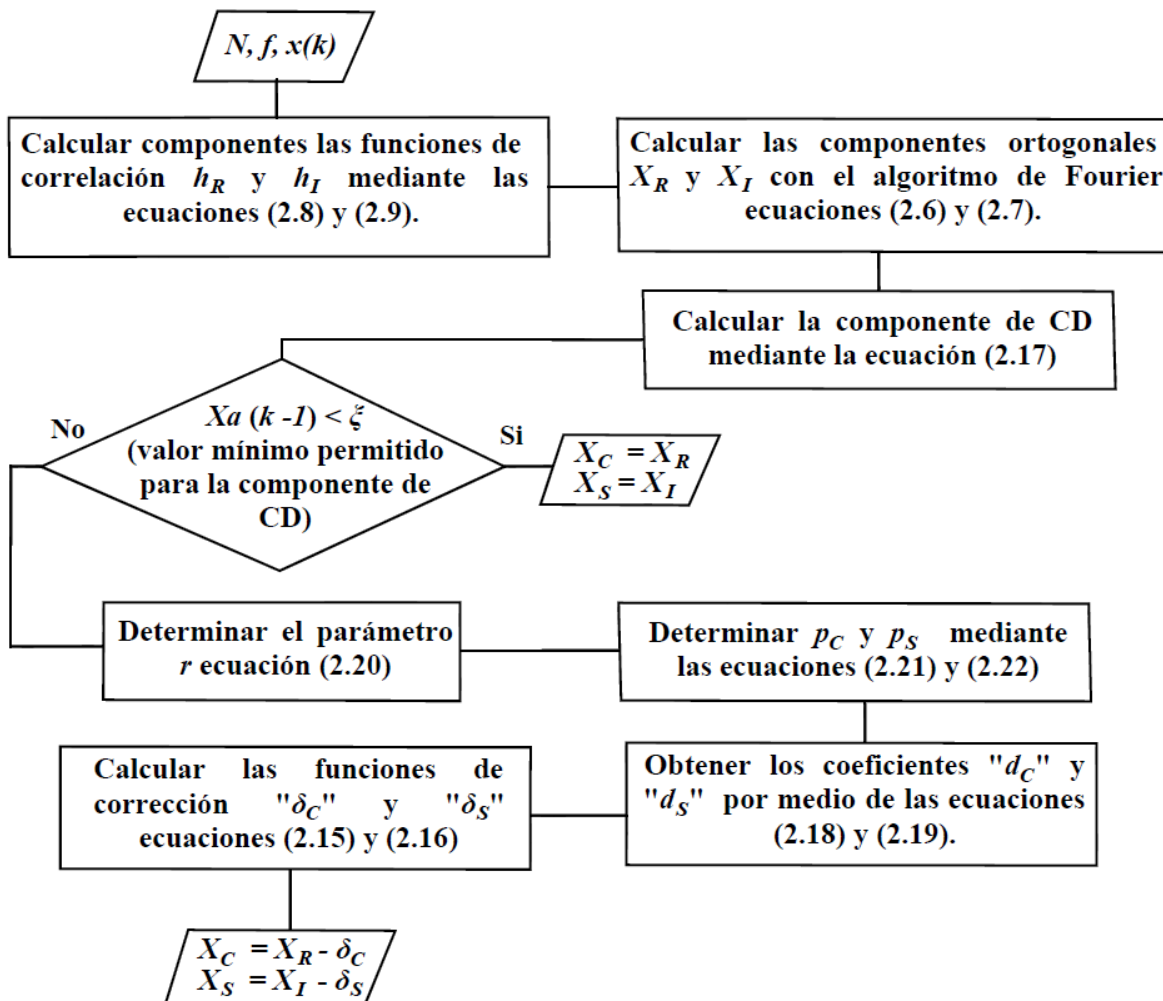 N, f, x(k)
Calcular componentes las funciones de
correlación h_R y h_I mediante las
ecuaciones (2.8) y (2.9).
Calcular las componentes ortogonales
X_R y X_I con el algoritmo de Fourier
ecuaciones (2.6) y (2.7).
Calcular la componente de CD
mediante la ecuación (2.17)
Xa (k -1) < ξ
(valor mínimo permitido
para la componente de
CD)
No
Si
X_C = X_R
X_S = X_I
Determinar el parámetro
r ecuación (2.20)
Determinar p_C y p_S mediante
las ecuaciones (2.21) y (2.22)
Obtener los coeficientes "d_C" y
"d_S" por medio de las ecuaciones
(2.18) y (2.19).
Calcular las funciones de
corrección "δ_C" y "δ_S"
ecuaciones (2.15) y (2.16)
X_C = X_R - δ_C
X_S = X_I - δ_S